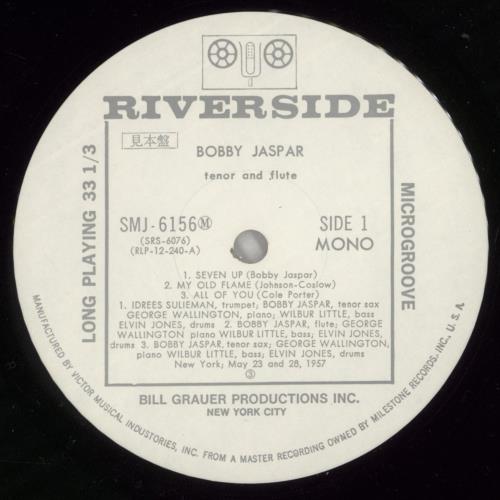 RIVERSIDE
見本盤
BOBBY JASPAR
tenor and flute
SMJ-6156Ⓜ
(SRS-6076)
(RLP-12-240-A)
SIDE 1
MONO
LONG PLAYING 33 1/3
MICROGROOVE
1. SEVEN UP (Bobby Jaspar)
2. MY OLD FLAME (Johnson-Coslow)
3. ALL OF YOU (Cole Porter)
1. IDREES SULIEMAN, trumpet; BOBBY JASPAR, tenor sax
GEORGE WALLINGTON, piano; WILBUR LITTLE, bass
ELVIN JONES, drums 2. BOBBY JASPAR, flute; GEORGE
WALLINGTON, piano WILBUR LITTLE, bass; ELVIN JONES,
drums 3. BOBBY JASPAR, tenor sax; GEORGE WALLINGTON,
piano WILBUR LITTLE, bass; ELVIN JONES, drums
New York; May 23 and 28, 1957
③
BILL GRAUER PRODUCTIONS INC.
NEW YORK CITY
MANUFACTURED BY VICTOR MUSICAL INDUSTORIES, INC. FROM A MASTER RECORDING OWNED BY MILESTONE RECORDS, INC., U.S.A.